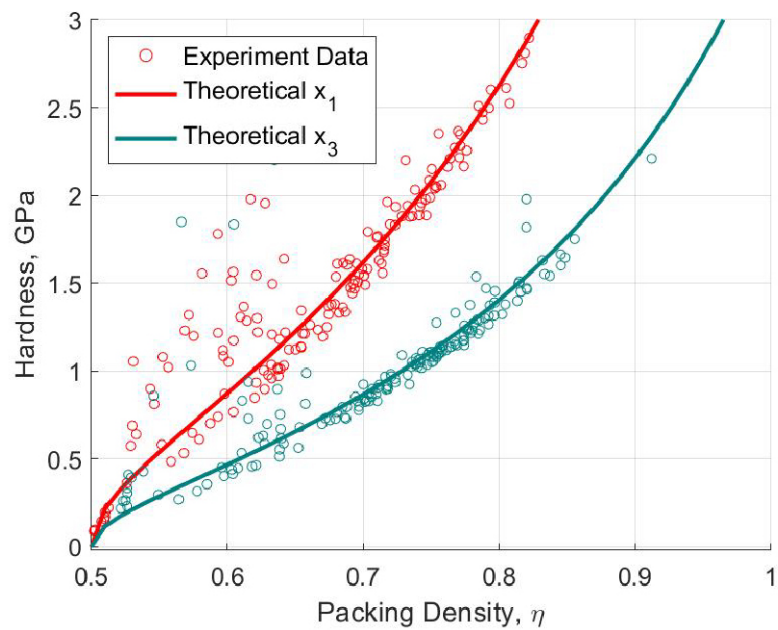 3
2.5
2
1.5
1
0.5
0
Hardness, GPa
Experiment Data
Theoretical x₁
Theoretical x₃
0.5 0.6 0.7 0.8 0.9 1
Packing Density, η